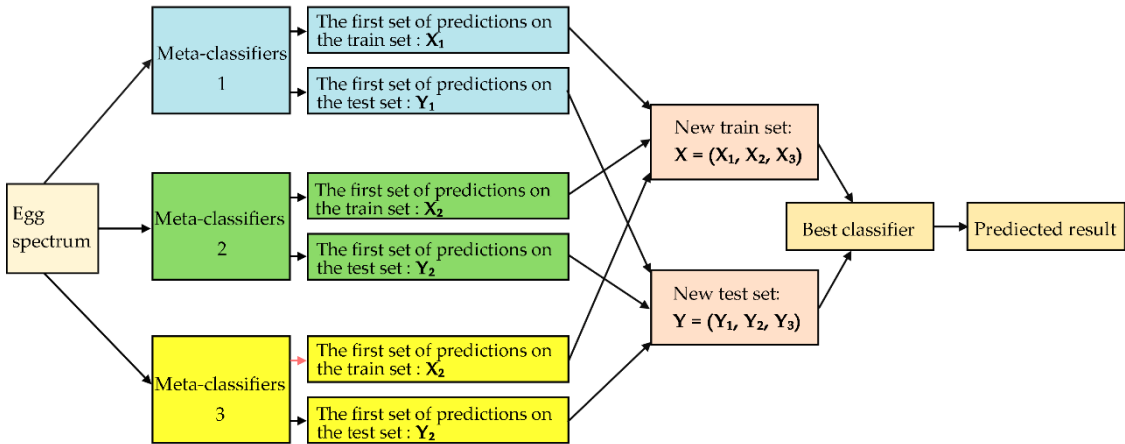 Egg
spectrum
Meta-classifiers
1
The first set of predictions on
the train set : X₁
The first set of predictions on
the test set : Y₁
Meta-classifiers
2
The first set of predictions on
the train set : X₂
The first set of predictions on
the test set : Y₂
Meta-classifiers
3
The first set of predictions on
the train set : X₂
The first set of predictions on
the test set : Y₂
New train set:
X = (X₁, X₂, X₃)
New test set:
Y = (Y₁, Y₂, Y₃)
Best classifier
Prediected result